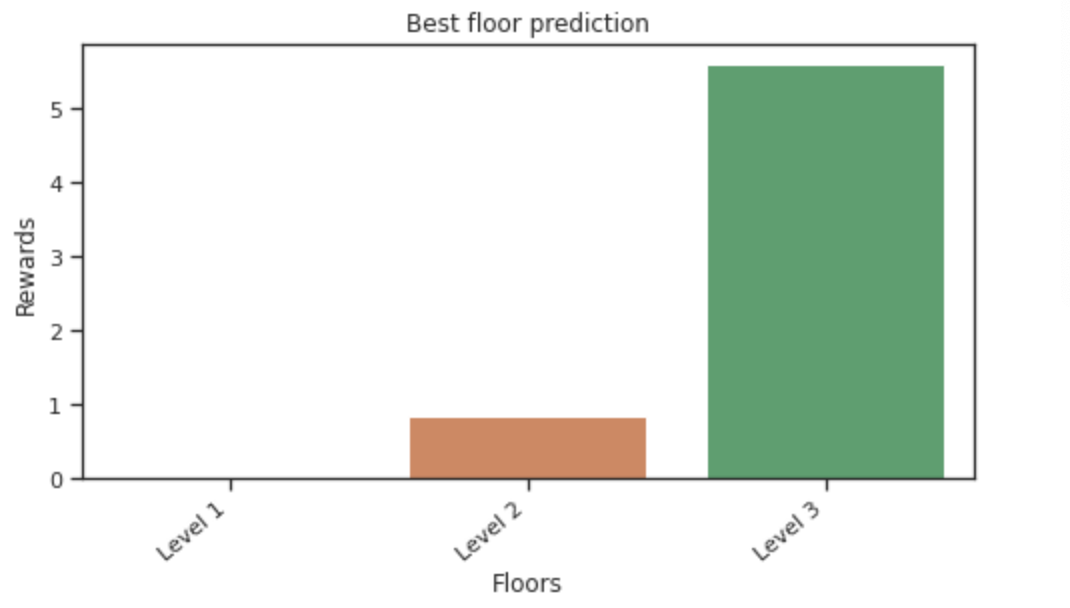 Best floor prediction
Rewards
5
4
3
2
1
0
Level 1
Level 2
Level 3
Floors